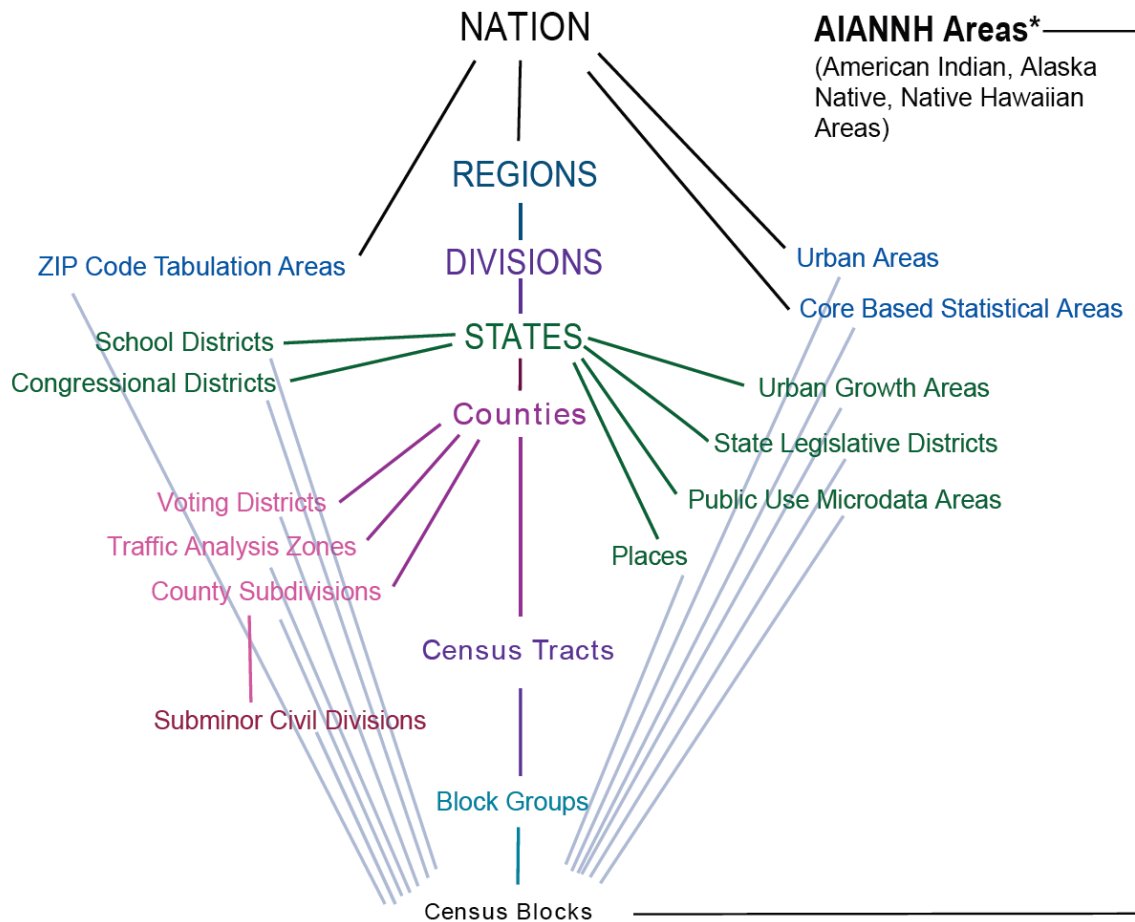 NATION
AIANNH Areas*
(American Indian, Alaska
Native, Native Hawaiian
Areas)
REGIONS
DIVISIONS
ZIP Code Tabulation Areas
Urban Areas
Core Based Statistical Areas
STATES
School Districts
Congressional Districts
Urban Growth Areas
Counties
State Legislative Districts
Voting Districts
Public Use Microdata Areas
Traffic Analysis Zones
Places
County Subdivisions
Census Tracts
Subminor Civil Divisions
Block Groups
Census Blocks